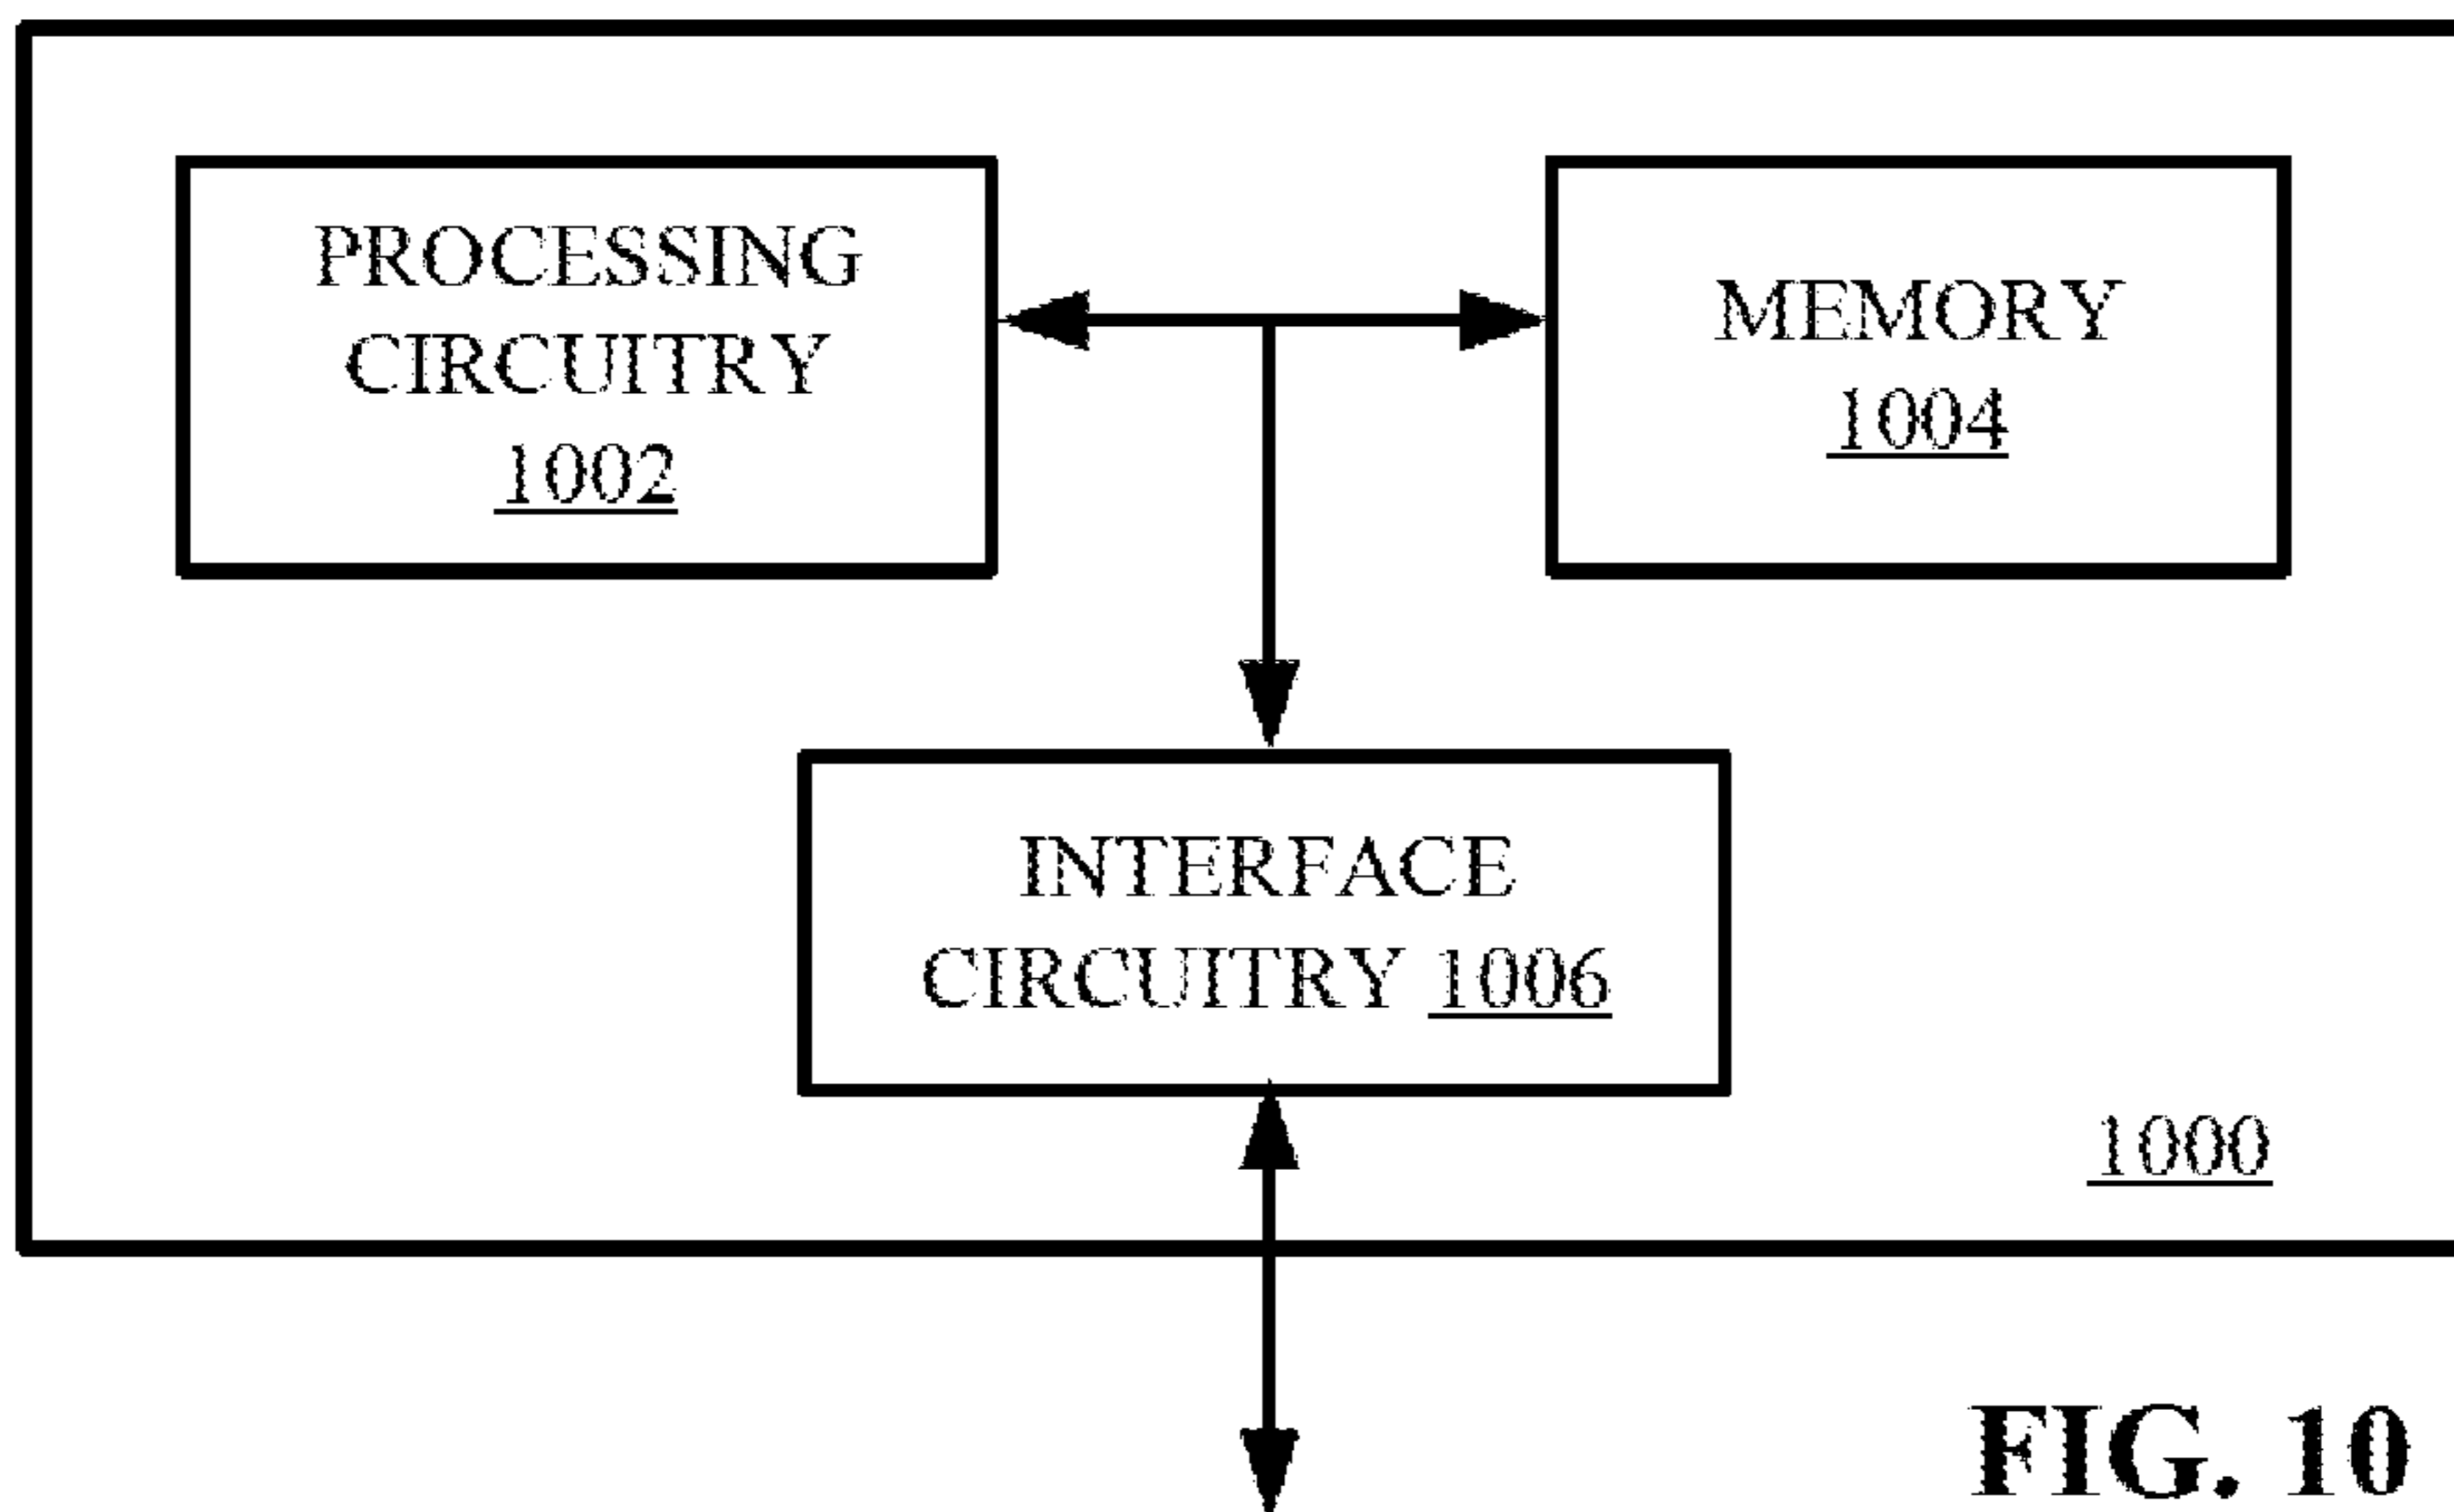 PROCESSING
CIRCUITRY
1002
MEMORY
1004
INTERFACE
CIRCUITRY 1006
1000
FIG. 10